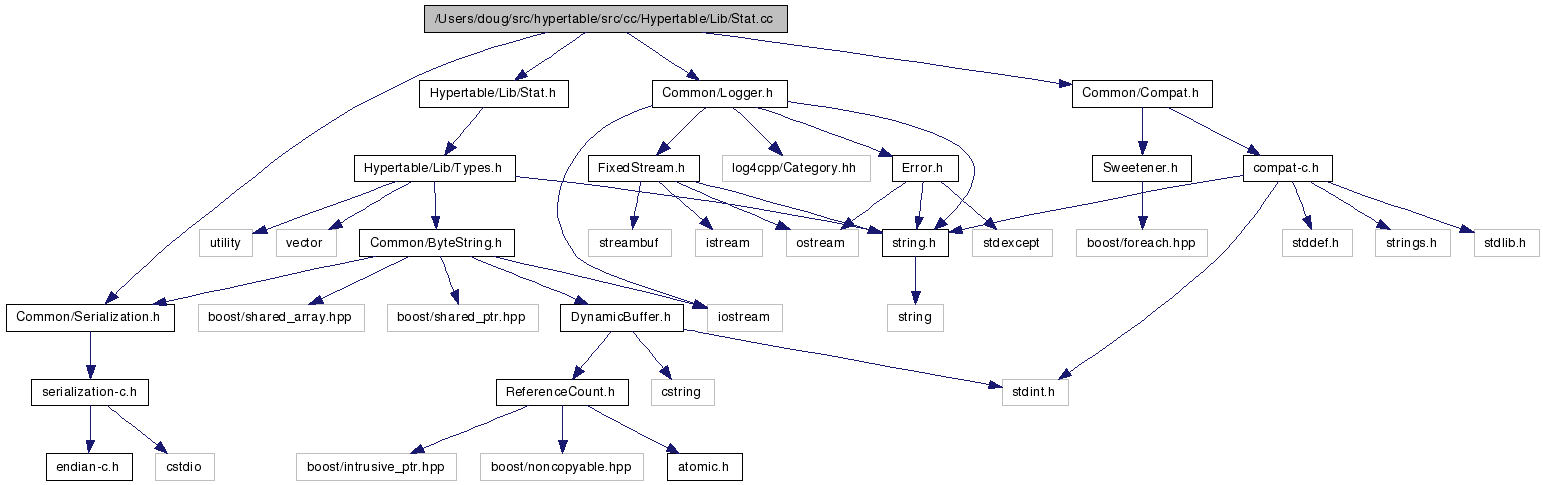 /Users/doug/src/hypertable/src/cc/Hypertable/Lib/Stat.cc
Hypertable/Lib/Stat.h
Common/Logger.h
Common/Compat.h
Hypertable/Lib/Types.h
FixedStream.h
log4cpp/Category.hh
Error.h
Sweetener.h
compat-c.h
utility
vector
Common/ByteString.h
streambuf
istream
ostream
string.h
stdexcept
boost/foreach.hpp
stddef.h
strings.h
stdlib.h
Common/Serialization.h
boost/shared_array.hpp
boost/shared_ptr.hpp
DynamicBuffer.h
iostream
string
serialization-c.h
ReferenceCount.h
cstring
stdint.h
endian-c.h
cstdio
boost/intrusive_ptr.hpp
boost/noncopyable.hpp
atomic.h